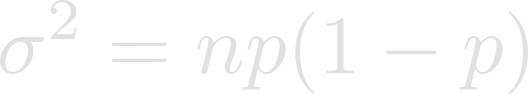 σ² = np(1 − p)